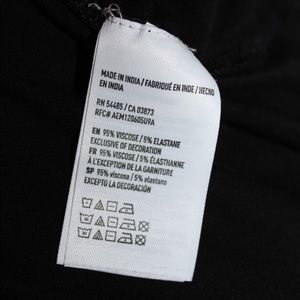 MADE IN INDIA / FABRIQUÉ EN INDE / HECHO
EN INDIA
RN 54485 / CA 03873
RFC# AEM120605U9A
EN 95% VISCOSE / 5% ELASTANE
EXCLUSIVE OF DECORATION
FR 95% VISCOSE / 5% ÉLASTHANNE
À L'EXCEPTION DE LA GARNITURE
SP 95% viscosa / 5% elastano
EXCEPTO LA DECORACIÓN